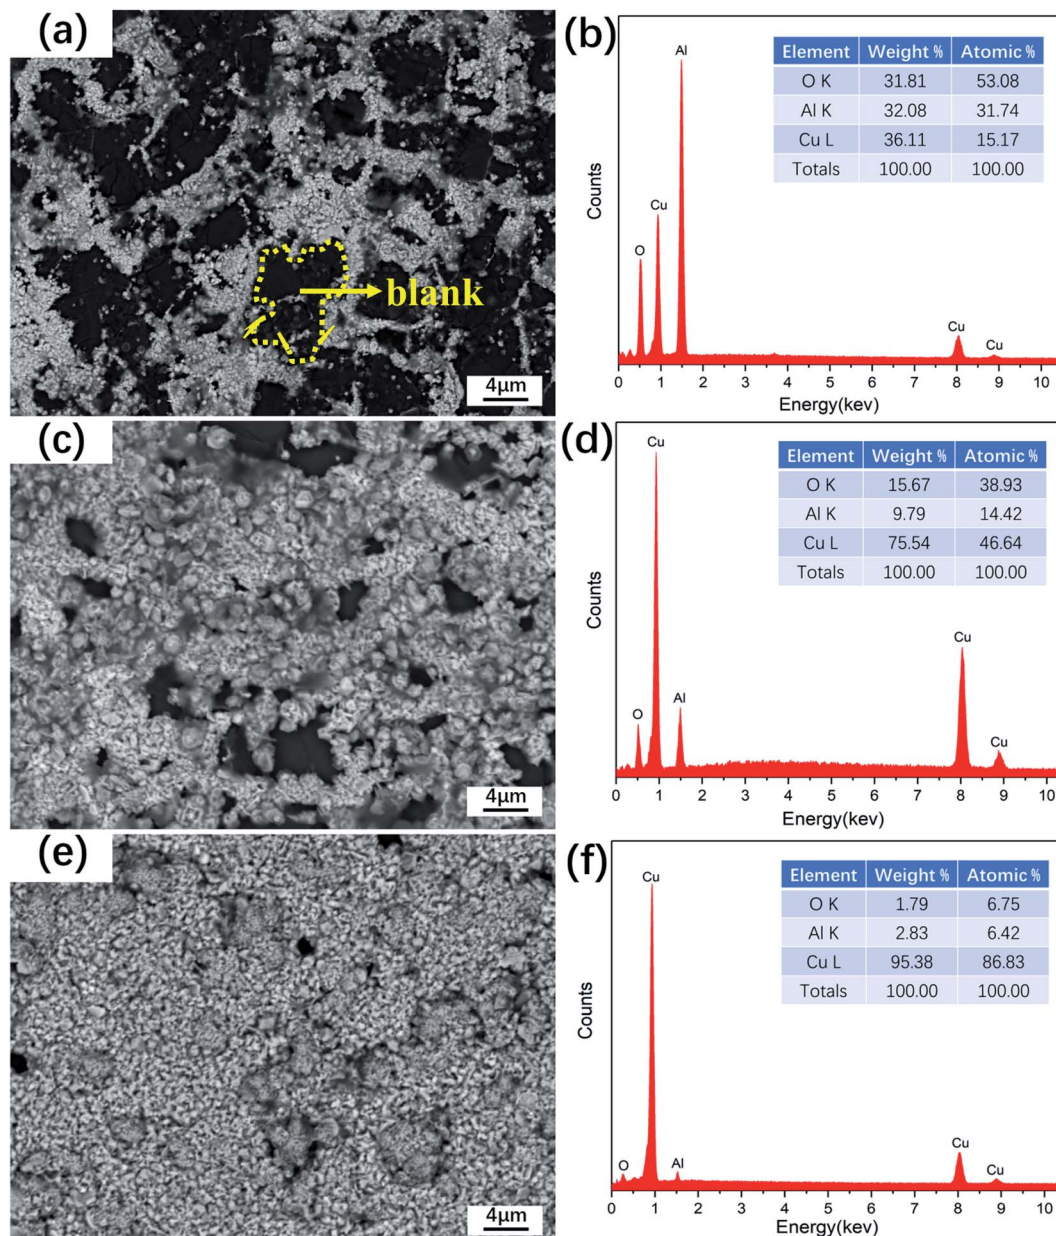 (a)
blank
4μm
(b)
Element Weight % Atomic %
O K 31.81 53.08
Al K 32.08 31.74
Cu L 36.11 15.17
Totals 100.00 100.00
Al
Cu
O
Cu
Cu
Counts
0 1 2 3 4 5 6 7 8 9 10
Energy(kev)
(c)
4μm
(d)
Element Weight % Atomic %
O K 15.67 38.93
Al K 9.79 14.42
Cu L 75.54 46.64
Totals 100.00 100.00
Cu
Cu
Al
O
Cu
Counts
0 1 2 3 4 5 6 7 8 9 10
Energy(kev)
(e)
4μm
(f)
Element Weight % Atomic %
O K 1.79 6.75
Al K 2.83 6.42
Cu L 95.38 86.83
Totals 100.00 100.00
Cu
O
Al
Cu
Cu
Counts
0 1 2 3 4 5 6 7 8 9 10
Energy(kev)